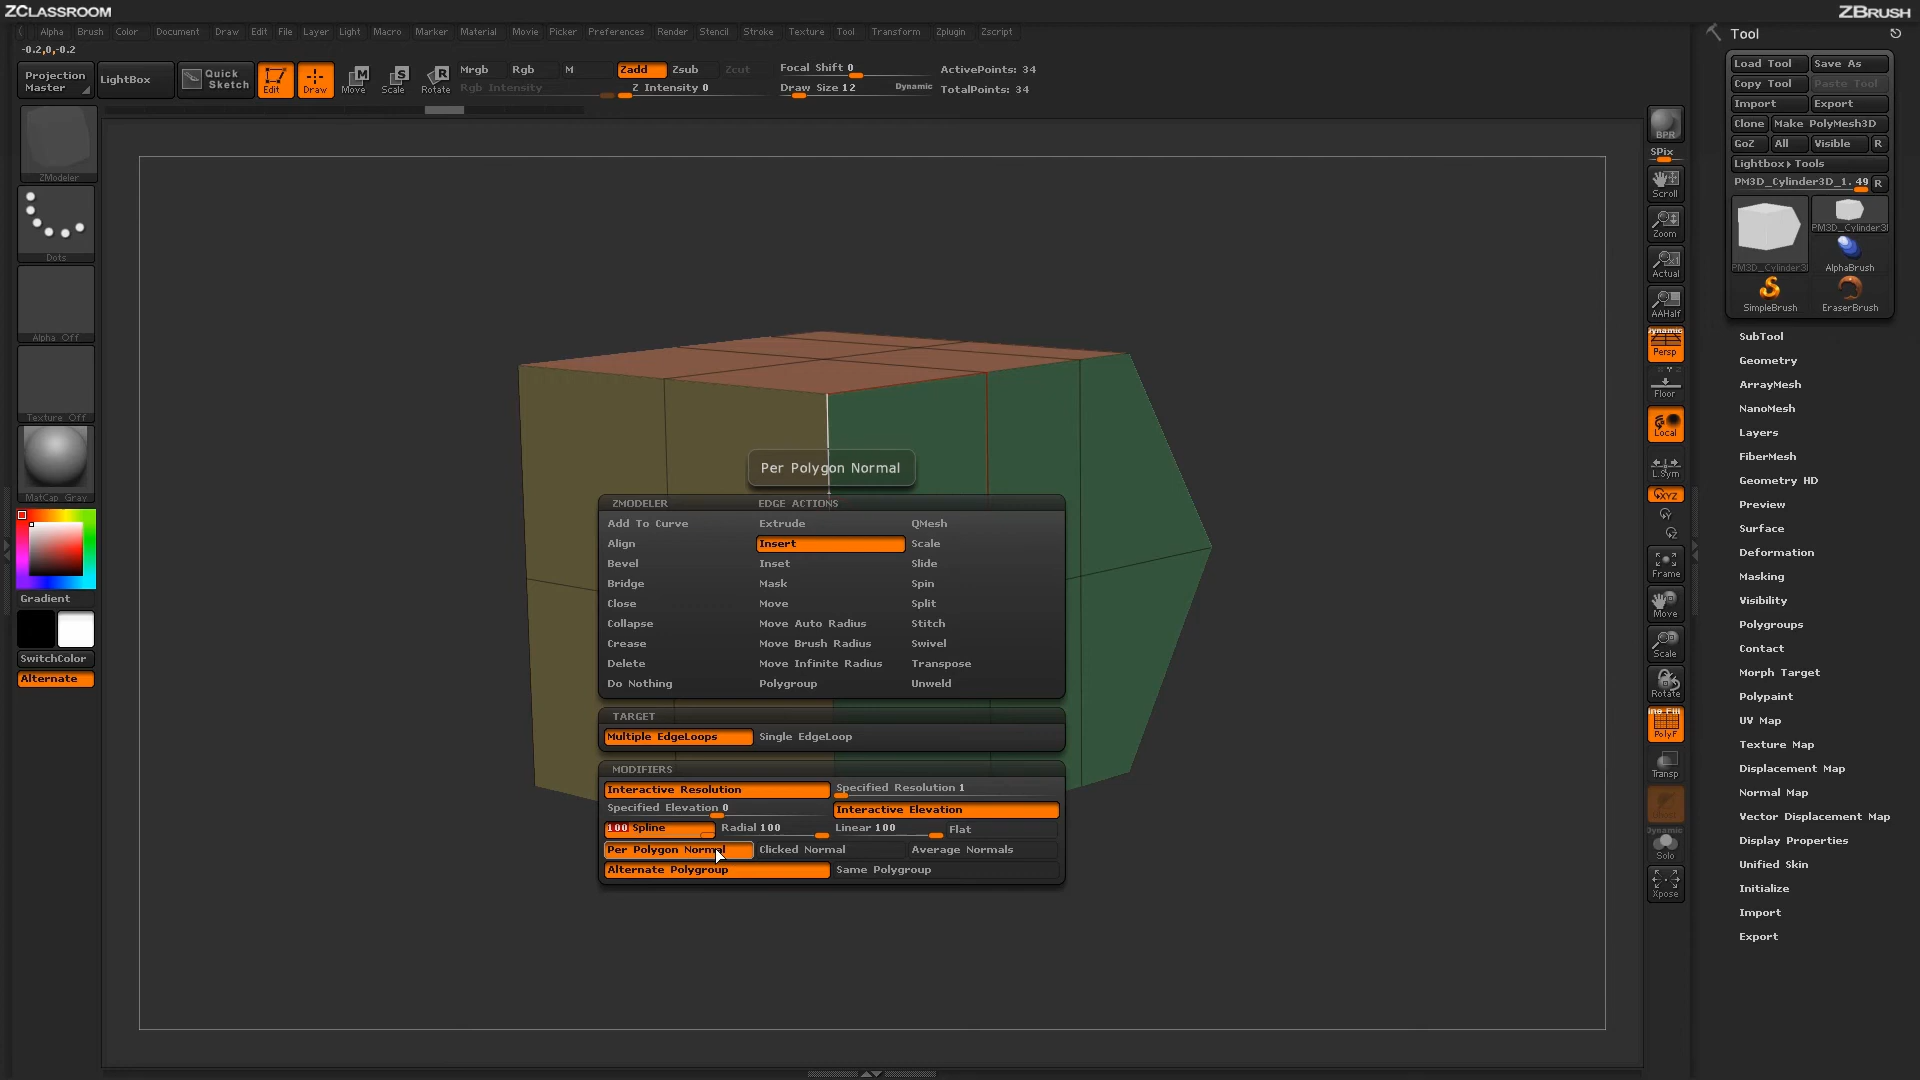 ZCLASSROOM
ZBRUSH
Alpha Brush Color Document Draw Edit File Layer Light Macro Marker Material Movie Picker Preferences Render Stencil Stroke Texture Tool Transform Zplugin Zscript
-0.2,0,-0.2
Projection Master
LightBox
Quick Sketch
Edit
Draw
Move
Scale
Rotate
Mrgb Rgb M
Rgb Intensity
Zadd Zsub Zcut
Z Intensity 0
Focal Shift 0
Draw Size 12 Dynamic
ActivePoints: 34
TotalPoints: 34
ZModeler
Dots
Alpha Off
Texture Off
MatCap Gray
Gradient
SwitchColor
Alternate
Per Polygon Normal
ZMODELER EDGE ACTIONS
Add To Curve Extrude QMesh
Align Insert Scale
Bevel Inset Slide
Bridge Mask Spin
Close Move Split
Collapse Move Auto Radius Stitch
Crease Move Brush Radius Swivel
Delete Move Infinite Radius Transpose
Do Nothing Polygroup Unweld
TARGET
Multiple EdgeLoops Single EdgeLoop
MODIFIERS
Interactive Resolution Specified Resolution 1
Specified Elevation 0 Interactive Elevation
100 Spline Radial 100 Linear 100 Flat
Per Polygon Normal Clicked Normal Average Normals
Alternate Polygroup Same Polygroup
BPR
SPix
Scroll
Zoom
Actual
AAHalf
Dynamic
Persp
Floor
Local
L.Sym
XYZ
Frame
Move
Scale
Rotate
Line Fill
PolyF
Transp
Dynamic
Solo
Xpose
Tool
Load Tool Save As
Copy Tool Paste Tool
Import Export
Clone Make PolyMesh3D
GoZ All Visible R
Lightbox▸Tools
PM3D_Cylinder3D_1. 49 R
PM3D_Cylinder3D
PM3D_Cylinder3D
AlphaBrush
SimpleBrush
EraserBrush
SubTool
Geometry
ArrayMesh
NanoMesh
Layers
FiberMesh
Geometry HD
Preview
Surface
Deformation
Masking
Visibility
Polygroups
Contact
Morph Target
Polypaint
UV Map
Texture Map
Displacement Map
Normal Map
Vector Displacement Map
Display Properties
Unified Skin
Initialize
Import
Export